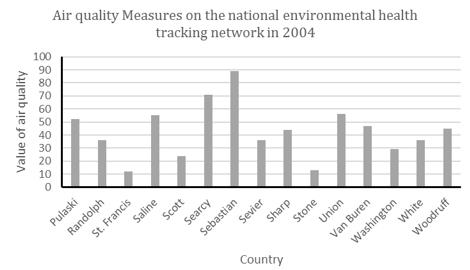 Air quality Measures on the national environmental health
tracking network in 2004
Value of air quality
100
90
80
70
60
50
40
30
20
10
0
Pulaski
Randolph
St. Francis
Saline
Scott
Searcy
Sebastian
Sevier
Sharp
Stone
Union
Van Buren
Washington
White
Woodruff
Country